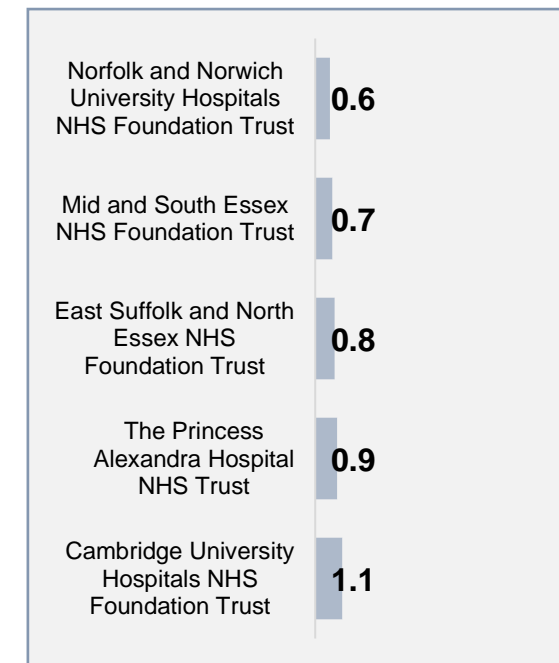 Norfolk and Norwich
University Hospitals
NHS Foundation Trust
0.6
Mid and South Essex
NHS Foundation Trust
0.7
East Suffolk and North
Essex NHS
Foundation Trust
0.8
The Princess
Alexandra Hospital
NHS Trust
0.9
Cambridge University
Hospitals NHS
Foundation Trust
1.1